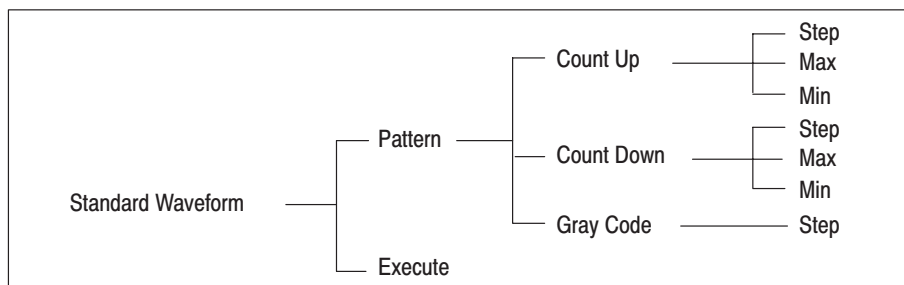 Step
Count Up
Max
Min
Step
Pattern
Count Down
Max
Min
Standard Waveform
Gray Code
Step
Execute